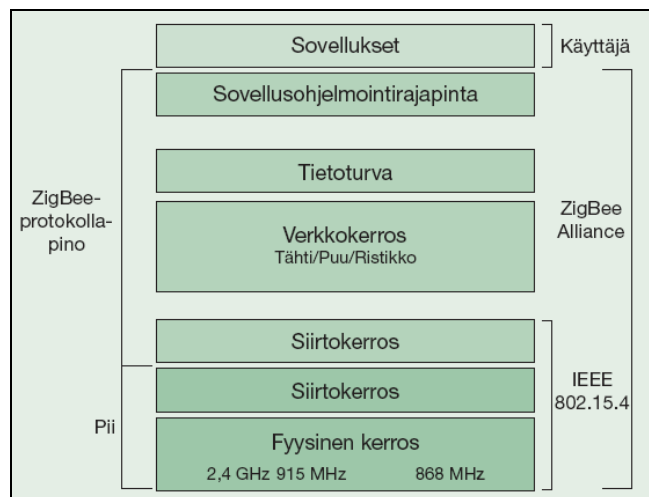 Sovellukset
Käyttäjä
Sovellusohjelmointirajapinta
Tietoturva
ZigBee-
protokolla-
pino
Verkkokerros
Tähti/Puu/Ristikko
ZigBee
Alliance
Siirtokerros
Siirtokerros
IEEE
802.15.4
Pii
Fyysinen kerros
2,4 GHz 915 MHz 868 MHz